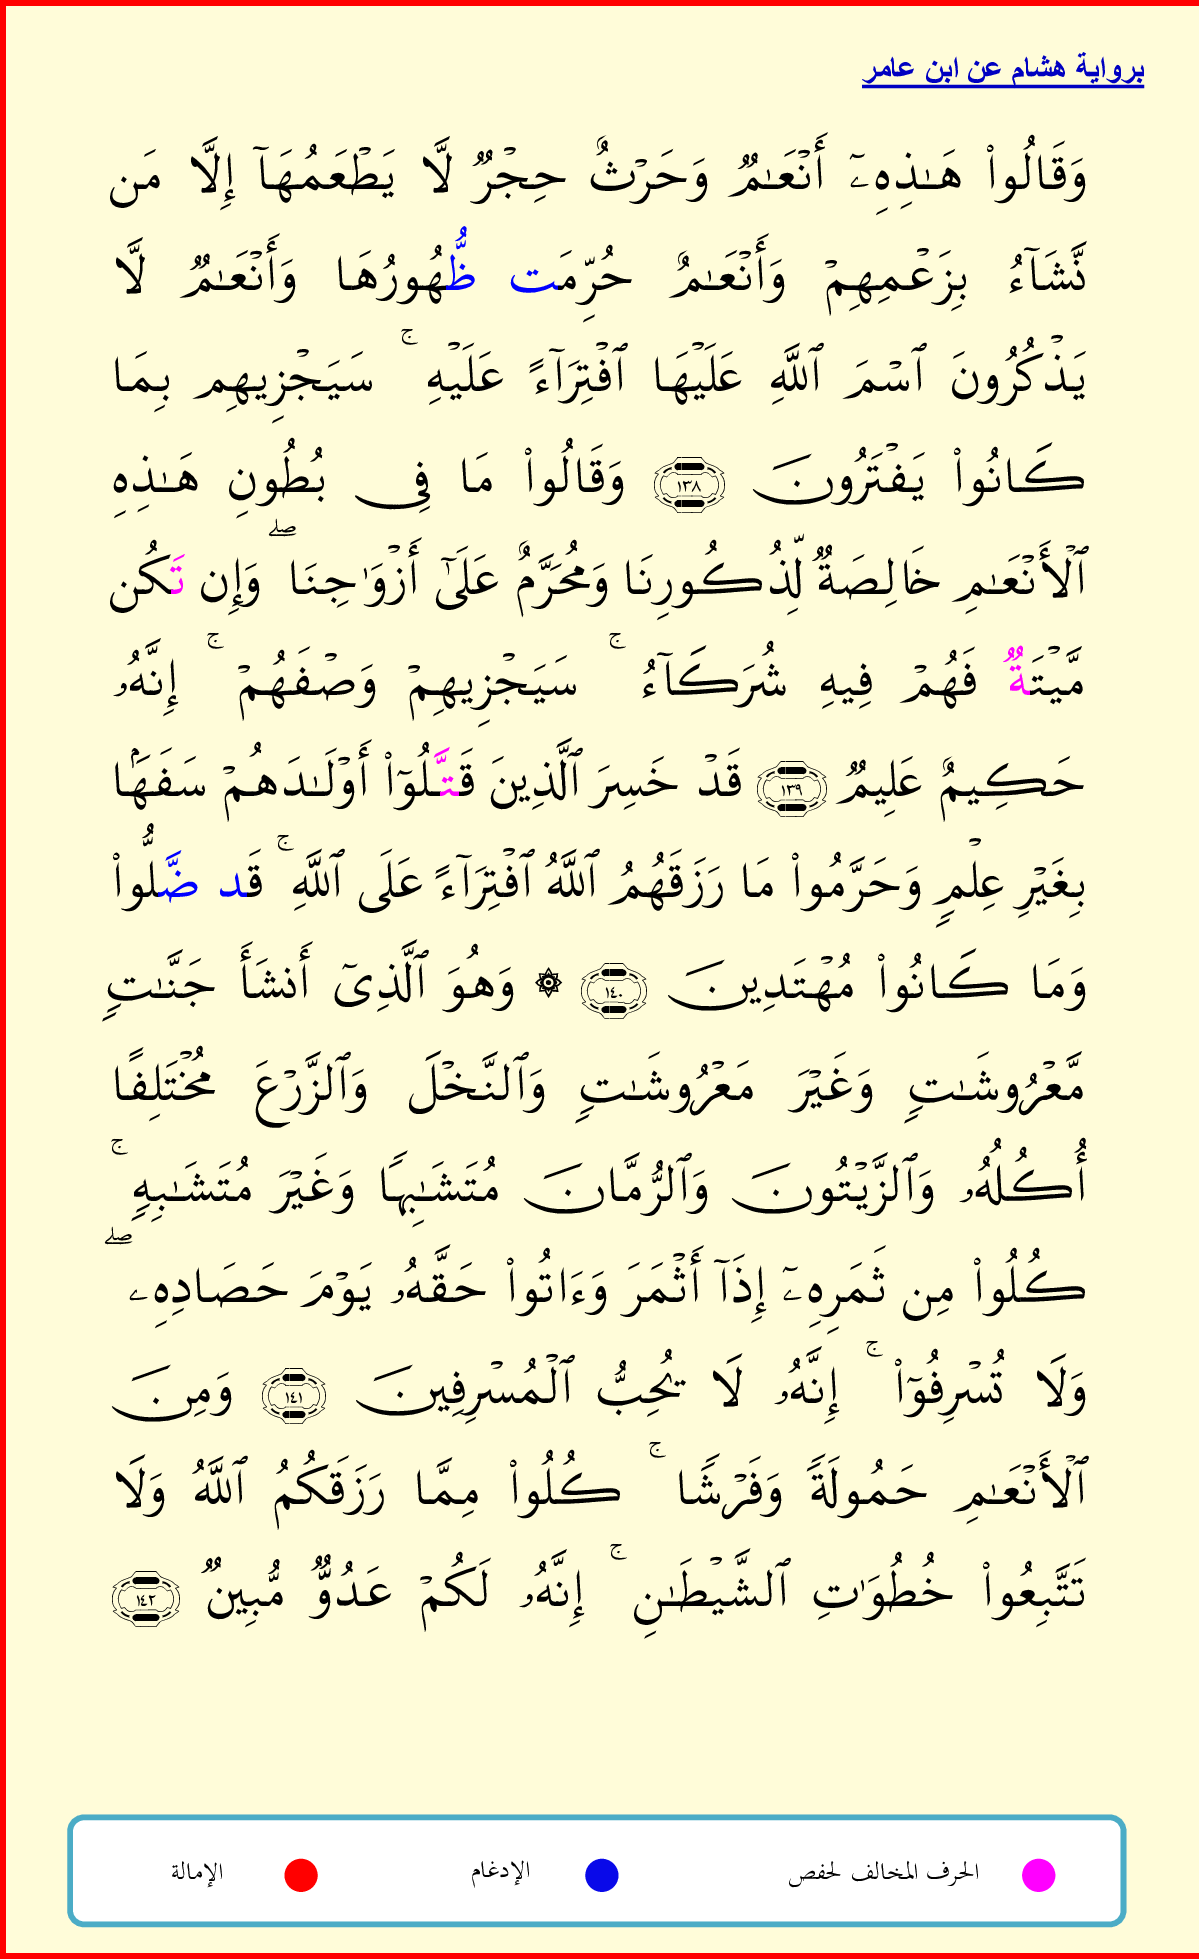 برواية هشام عن ابن عامر
وَقَالُوا۟ هَـٰذِهِۦٓ أَنْعَـٰمٌۭ وَحَرْثٌ حِجْرٌۭ لَّا يَطْعَمُهَآ إِلَّا مَن
نَّشَآءُ بِزَعْمِهِمْ وَأَنْعَـٰمٌ حُرِّمَت ظُّهُورُهَا وَأَنْعَـٰمٌۭ لَّا
يَذْكُرُونَ ٱسْمَ ٱللَّهِ عَلَيْهَا ٱفْتِرَآءً عَلَيْهِ ۚ سَيَجْزِيهِم بِمَا
كَانُوا۟ يَفْتَرُونَ ١٣٨ وَقَالُوا۟ مَا فِى بُطُونِ هَـٰذِهِ
ٱلْأَنْعَـٰمِ خَالِصَةٌۭ لِّذُكُورِنَا وَمُحَرَّمٌ عَلَىٰٓ أَزْوَٰجِنَا ۖ وَإِن تَكُن
مَّيْتَةٌۭ فَهُمْ فِيهِ شُرَكَآءُ ۚ سَيَجْزِيهِمْ وَصْفَهُمْ ۚ إِنَّهُۥ
حَكِيمٌ عَلِيمٌۭ ١٣٩ قَدْ خَسِرَ ٱلَّذِينَ قَتَّلُوٓا۟ أَوْلَـٰدَهُمْ سَفَهًۢا
بِغَيْرِ عِلْمٍۢ وَحَرَّمُوا۟ مَا رَزَقَهُمُ ٱللَّهُ ٱفْتِرَآءً عَلَى ٱللَّهِ ۚ قَد ضَّلُّوا۟
وَمَا كَانُوا۟ مُهْتَدِينَ ١٤٠ ۞ وَهُوَ ٱلَّذِىٓ أَنشَأَ جَنَّـٰتٍۢ
مَّعْرُوشَـٰتٍۢ وَغَيْرَ مَعْرُوشَـٰتٍۢ وَٱلنَّخْلَ وَٱلزَّرْعَ مُخْتَلِفًا
أُكُلُهُۥ وَٱلزَّيْتُونَ وَٱلرُّمَّانَ مُتَشَـٰبِهًۭا وَغَيْرَ مُتَشَـٰبِهٍۢ ۚ
كُلُوا۟ مِن ثَمَرِهِۦٓ إِذَآ أَثْمَرَ وَءَاتُوا۟ حَقَّهُۥ يَوْمَ حَصَادِهِۦ ۖ
وَلَا تُسْرِفُوٓا۟ ۚ إِنَّهُۥ لَا يُحِبُّ ٱلْمُسْرِفِينَ ١٤١ وَمِنَ
ٱلْأَنْعَـٰمِ حَمُولَةًۭ وَفَرْشًۭا ۚ كُلُوا۟ مِمَّا رَزَقَكُمُ ٱللَّهُ وَلَا
تَتَّبِعُوا۟ خُطُوَٰتِ ٱلشَّيْطَـٰنِ ۚ إِنَّهُۥ لَكُمْ عَدُوٌّۭ مُّبِينٌۭ ١٤٢
الحرف المخالف لحفص الإدغام الإمالة